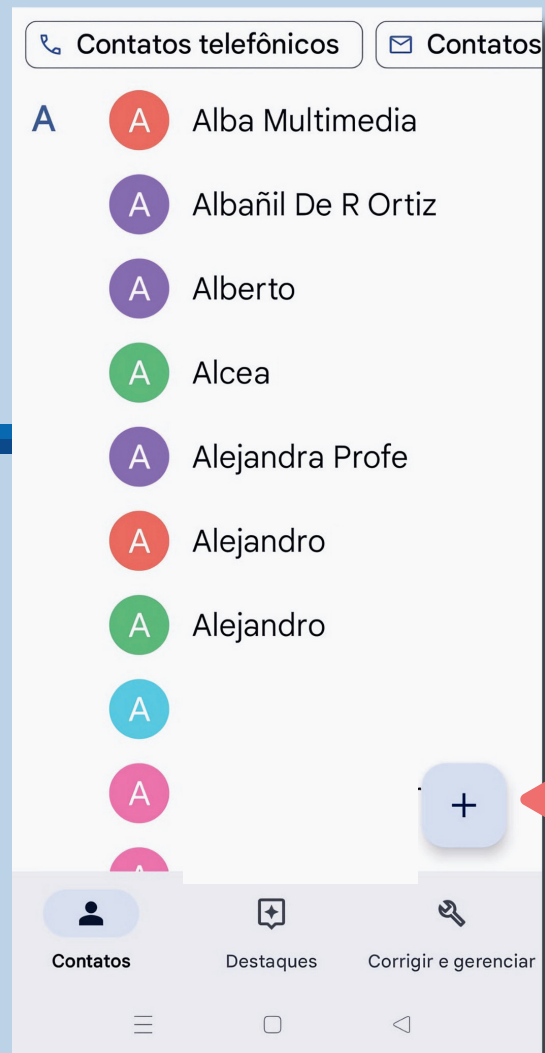 Contatos telefônicos
Contatos
A
A Alba Multimedia
A Albañil De R Ortiz
A Alberto
A Alcea
A Alejandra Profe
A Alejandro
A Alejandro
A
A
A
+
Contatos
Destaques
Corrigir e gerenciar